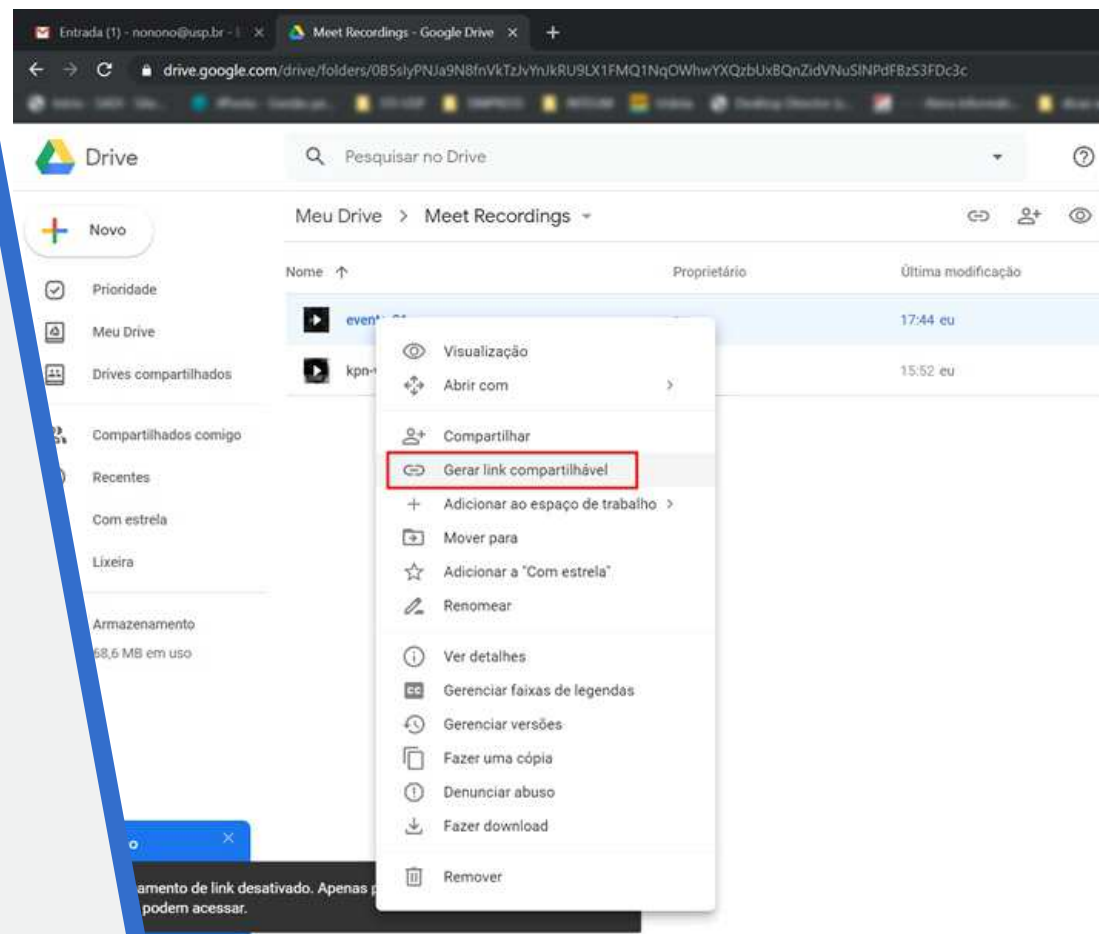 Entrada (1) - nonono@usp.br -
Meet Recordings - Google Drive
drive.google.com/drive/folders/
Drive
Pesquisar no Drive
Novo
Meu Drive > Meet Recordings
Nome
Proprietário
Última modificação
Prioridade
Meu Drive
Drives compartilhados
Compartilhados comigo
Recentes
Com estrela
Lixeira
Armazenamento
68,6 MB em uso
17:44 eu
15:52 eu
Visualização
Abrir com
Compartilhar
Gerar link compartilhável
Adicionar ao espaço de trabalho
Mover para
Adicionar a "Com estrela"
Renomear
Ver detalhes
Gerenciar faixas de legendas
Gerenciar versões
Fazer uma cópia
Denunciar abuso
Fazer download
Remover
amento de link desativado. Apenas p
podem acessar.